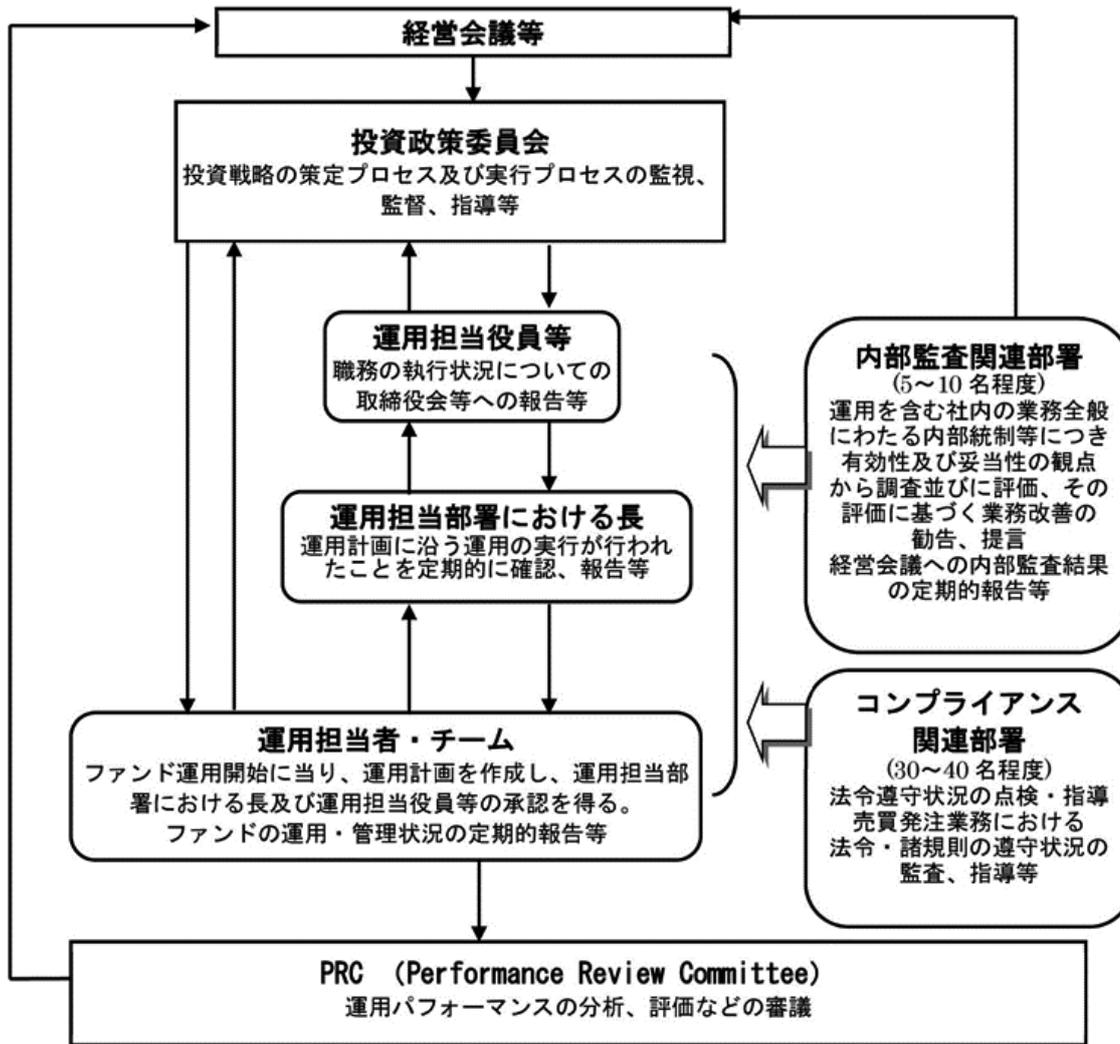 経営会議等
投資政策委員会
投資戦略の策定プロセス及び実行プロセスの監視、
監督、指導等
運用担当役員等
職務の執行状況についての
取締役会等への報告等
運用担当部署における長
運用計画に沿う運用の実行が行われ
たことを定期的に確認、報告等
運用担当者・チーム
ファンド運用開始に当り、運用計画を作成し、運用担当部
署における長及び運用担当役員等の承認を得る。
ファンドの運用・管理状況の定期的報告等
内部監査関連部署
(5～10 名程度)
運用を含む社内の業務全般
にわたる内部統制等につき
有効性及び妥当性の観点
から調査並びに評価、その
評価に基づく業務改善の
勧告、提言
経営会議への内部監査結果
の定期的報告等
コンプライアンス
関連部署
(30～40 名程度)
法令遵守状況の点検・指導
売買発注業務における
法令・諸規則の遵守状況の
監査、指導等
PRC （Performance Review Committee）
運用パフォーマンスの分析、評価などの審議